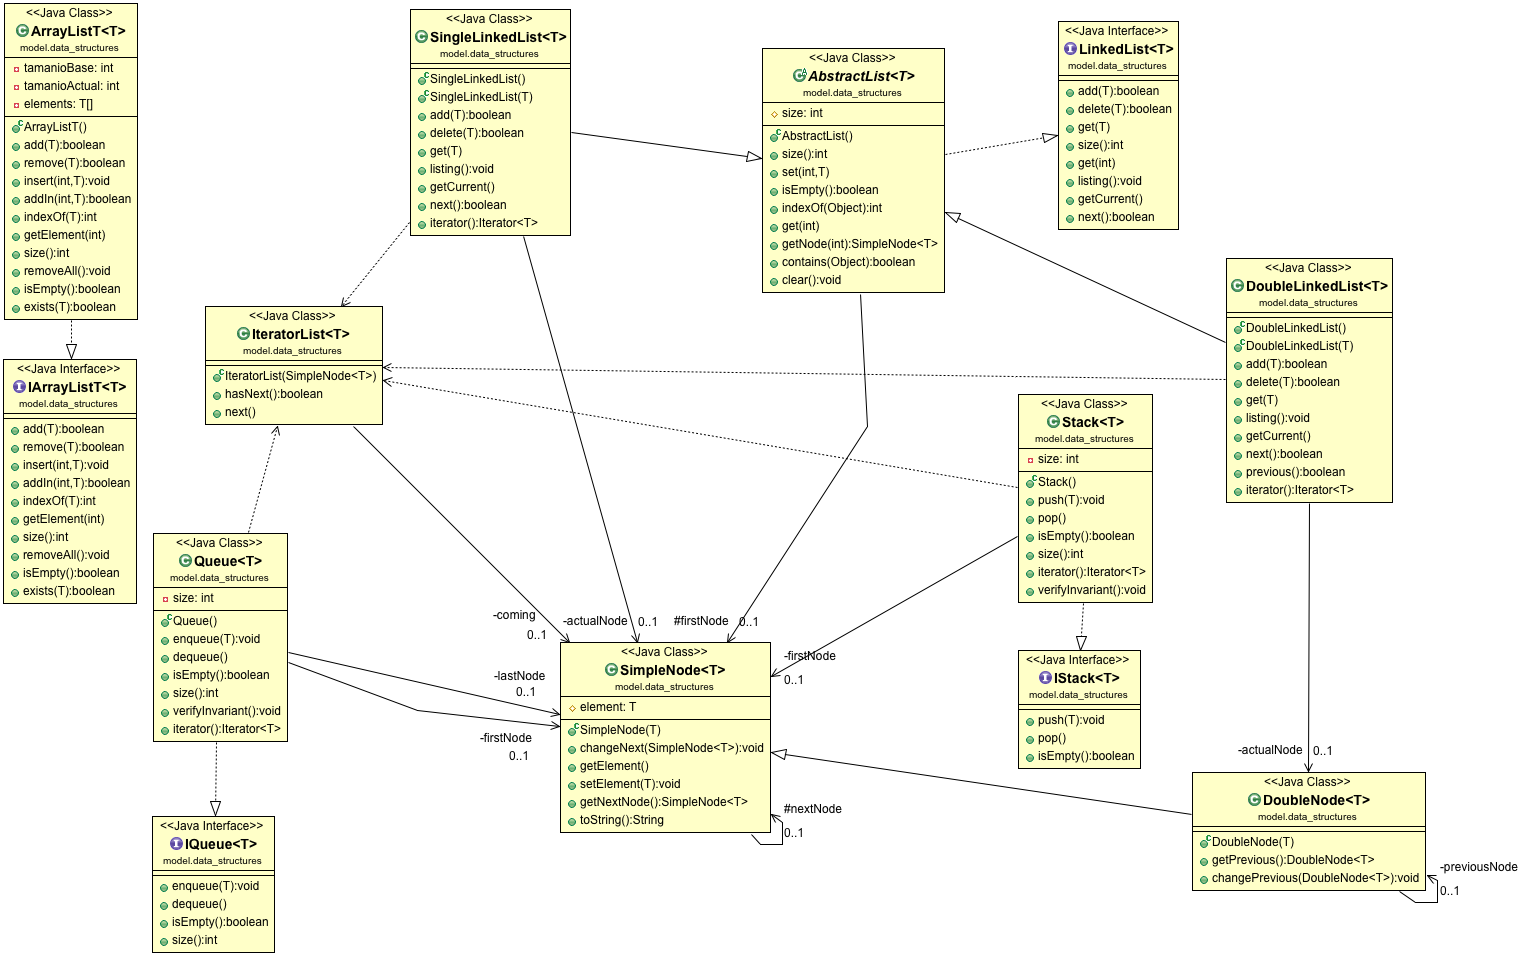 <<Java Class>>
ArrayListT<T>
model.data_structures
tamanioBase: int
tamanioActual: int
elements: T[]
ArrayListT()
add(T):boolean
remove(T):boolean
insert(int,T):void
addIn(int,T):boolean
indexOf(T):int
getElement(int)
size():int
removeAll():void
isEmpty():boolean
exists(T):boolean
<<Java Interface>>
IArrayListT<T>
model.data_structures
add(T):boolean
remove(T):boolean
insert(int,T):void
addIn(int,T):boolean
indexOf(T):int
getElement(int)
size():int
removeAll():void
isEmpty():boolean
exists(T):boolean
<<Java Class>>
SingleLinkedList<T>
model.data_structures
SingleLinkedList()
SingleLinkedList(T)
add(T):boolean
delete(T):boolean
get(T)
listing():void
getCurrent()
next():boolean
iterator():Iterator<T>
<<Java Class>>
AbstractList<T>
model.data_structures
size: int
AbstractList()
size():int
set(int,T)
isEmpty():boolean
indexOf(Object):int
get(int)
getNode(int):SimpleNode<T>
contains(Object):boolean
clear():void
<<Java Interface>>
LinkedList<T>
model.data_structures
add(T):boolean
delete(T):boolean
get(T)
size():int
get(int)
listing():void
getCurrent()
next():boolean
<<Java Class>>
DoubleLinkedList<T>
model.data_structures
DoubleLinkedList()
DoubleLinkedList(T)
add(T):boolean
delete(T):boolean
get(T)
listing():void
getCurrent()
next():boolean
previous():boolean
iterator():Iterator<T>
<<Java Class>>
IteratorList<T>
model.data_structures
IteratorList(SimpleNode<T>)
hasNext():boolean
next()
<<Java Class>>
Stack<T>
model.data_structures
size: int
Stack()
push(T):void
pop()
isEmpty():boolean
size():int
iterator():Iterator<T>
verifyInvariant():void
<<Java Class>>
Queue<T>
model.data_structures
size: int
Queue()
enqueue(T):void
dequeue()
isEmpty():boolean
size():int
verifyInvariant():void
iterator():Iterator<T>
-coming
0..1
-actualNode
0..1
#firstNode
0..1
-firstNode
0..1
-lastNode
0..1
-firstNode
0..1
<<Java Class>>
SimpleNode<T>
model.data_structures
element: T
SimpleNode(T)
changeNext(SimpleNode<T>):void
getElement()
setElement(T):void
getNextNode():SimpleNode<T>
toString():String
#nextNode
0..1
<<Java Interface>>
IStack<T>
model.data_structures
push(T):void
pop()
isEmpty():boolean
-actualNode
0..1
<<Java Class>>
DoubleNode<T>
model.data_structures
DoubleNode(T)
getPrevious():DoubleNode<T>
changePrevious(DoubleNode<T>):void
-previousNode
0..1
<<Java Interface>>
IQueue<T>
model.data_structures
enqueue(T):void
dequeue()
isEmpty():boolean
size():int